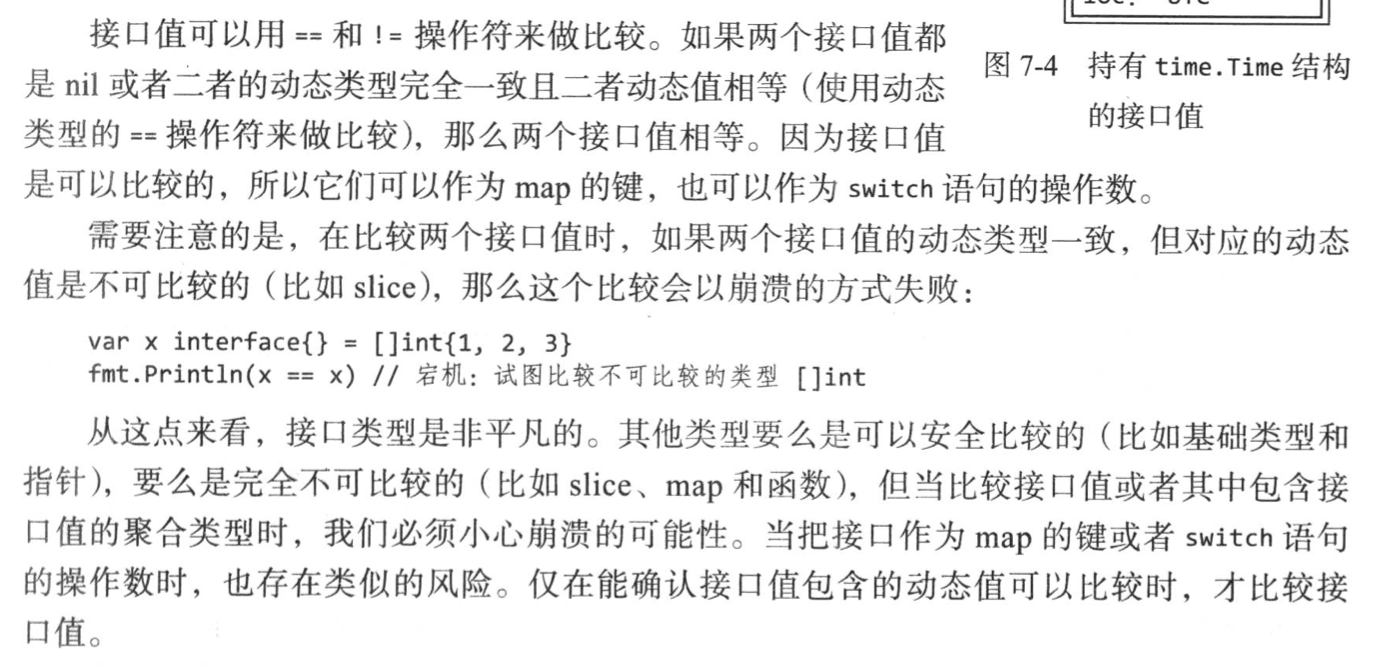 接口值可以用 == 和 != 操作符来做比较。如果两个接口值都
是 nil 或者二者的动态类型完全一致且二者动态值相等（使用动态
类型的 == 操作符来做比较），那么两个接口值相等。因为接口值
是可以比较的，所以它们可以作为 map 的键，也可以作为 switch 语句的操作数。
图 7-4 持有 time.Time 结构
的接口值
需要注意的是，在比较两个接口值时，如果两个接口值的动态类型一致，但对应的动态
值是不可比较的（比如 slice），那么这个比较会以崩溃的方式失败：
var x interface{} = []int{1, 2, 3}
fmt.Println(x == x) // 宕机：试图比较不可比较的类型 []int
从这点来看，接口类型是非平凡的。其他类型要么是可以安全比较的（比如基础类型和
指针），要么是完全不可比较的（比如 slice、map 和函数），但当比较接口值或者其中包含接
口值的聚合类型时，我们必须小心崩溃的可能性。当把接口作为 map 的键或者 switch 语句
的操作数时，也存在类似的风险。仅在能确认接口值包含的动态值可以比较时，才比较接
口值。